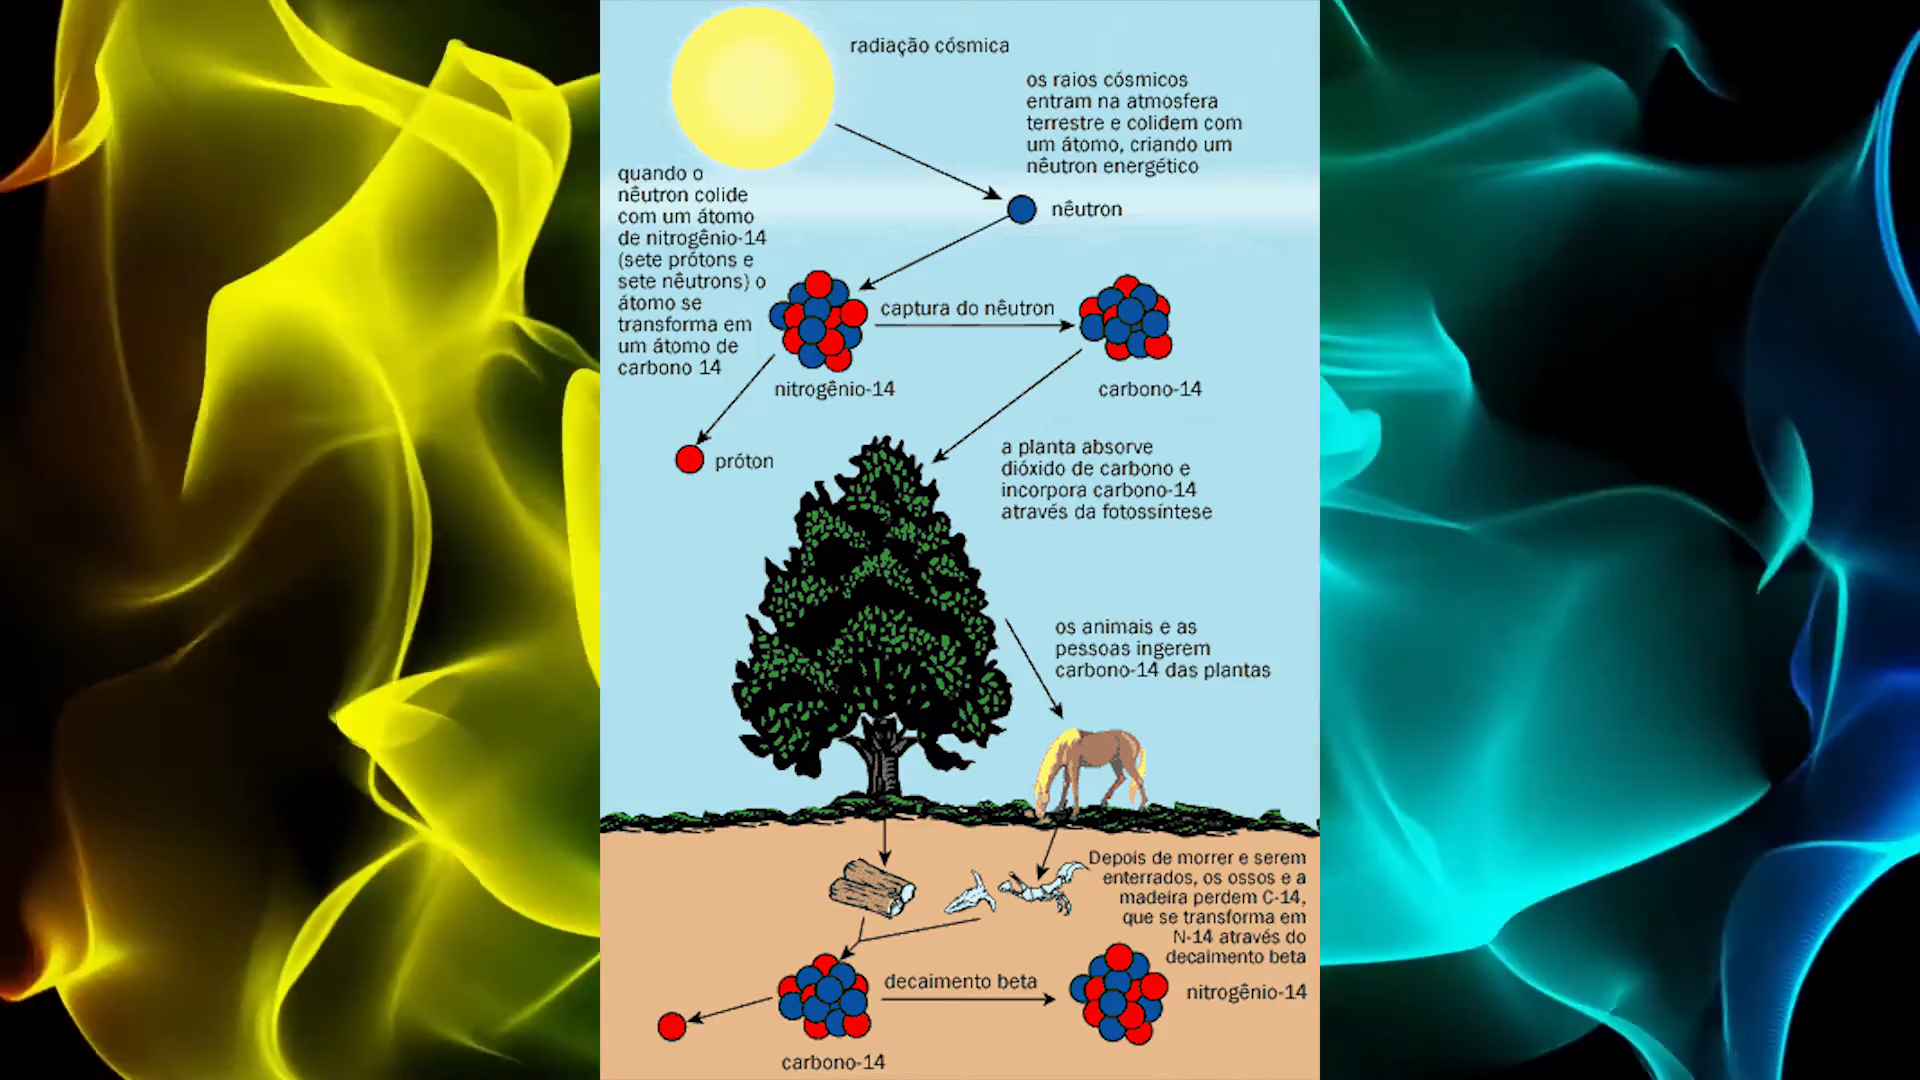 radiação cósmica
os raios cósmicos
entram na atmosfera
terrestre e colidem com
um átomo, criando um
nêutron energético
nêutron
quando o
nêutron colide
com um átomo
de nitrogênio-14
(sete prótons e
sete nêutrons) o
átomo se
transforma em
um átomo de
carbono 14
captura do nêutron
nitrogênio-14
carbono-14
próton
a planta absorve
dióxido de carbono e
incorpora carbono-14
através da fotossíntese
os animais e as
pessoas ingerem
carbono-14 das plantas
Depois de morrer e serem
enterrados, os ossos e a
madeira perdem C-14,
que se transforma em
N-14 através do
decaimento beta
decaimento beta
nitrogênio-14
carbono-14